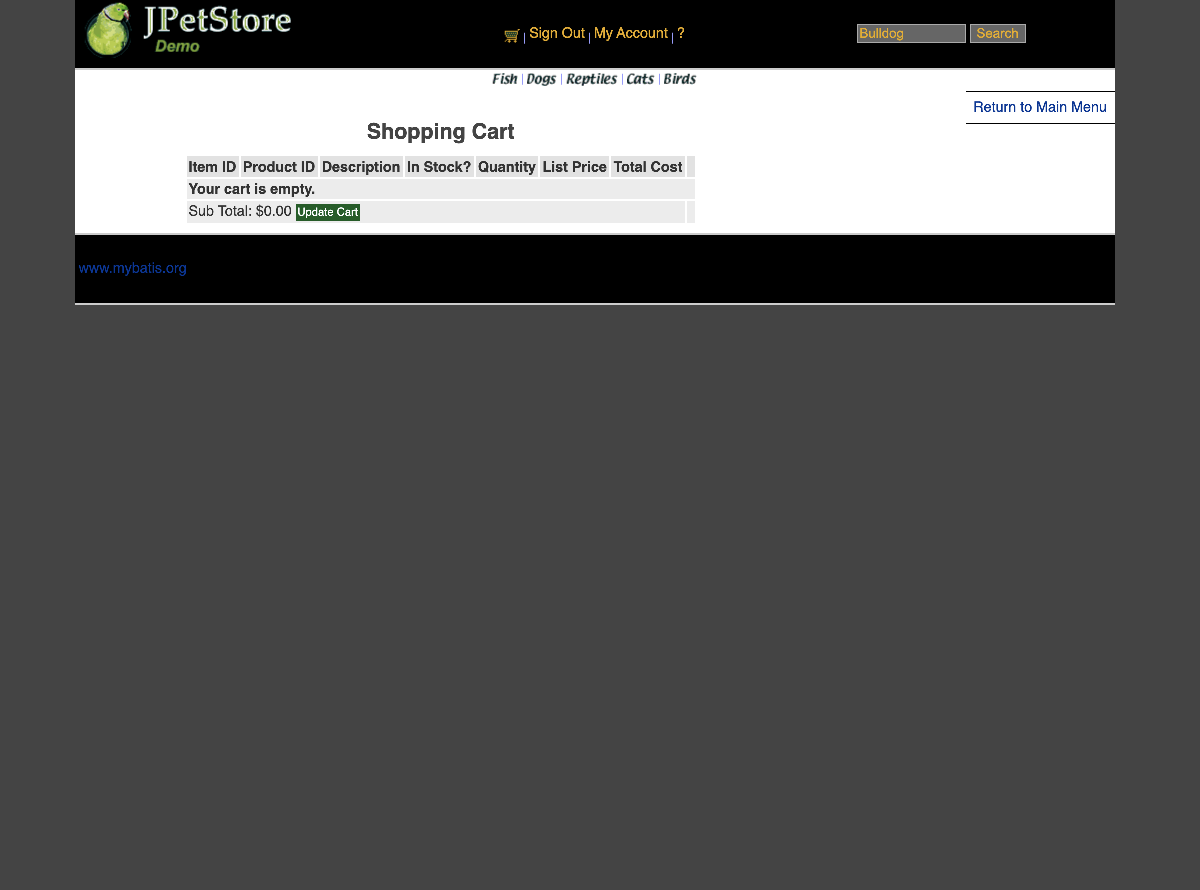 JPetStore
Demo
Sign Out | My Account | ?
Bulldog Search
Fish | Dogs | Reptiles | Cats | Birds
Return to Main Menu
Shopping Cart
Item ID Product ID Description In Stock? Quantity List Price Total Cost
Your cart is empty.
Sub Total: $0.00 Update Cart
www.mybatis.org